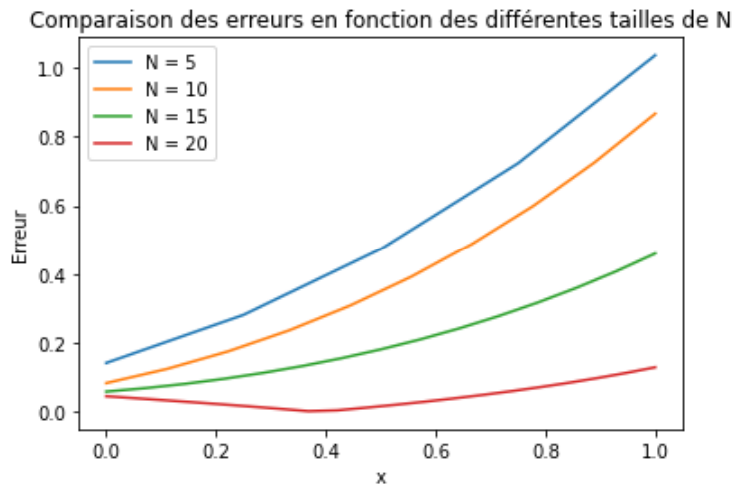 Comparaison des erreurs en fonction des différentes tailles de N
N = 5
N = 10
N = 15
N = 20
1.0
0.8
0.6
0.4
0.2
0.0
Erreur
0.0 0.2 0.4 0.6 0.8 1.0
x